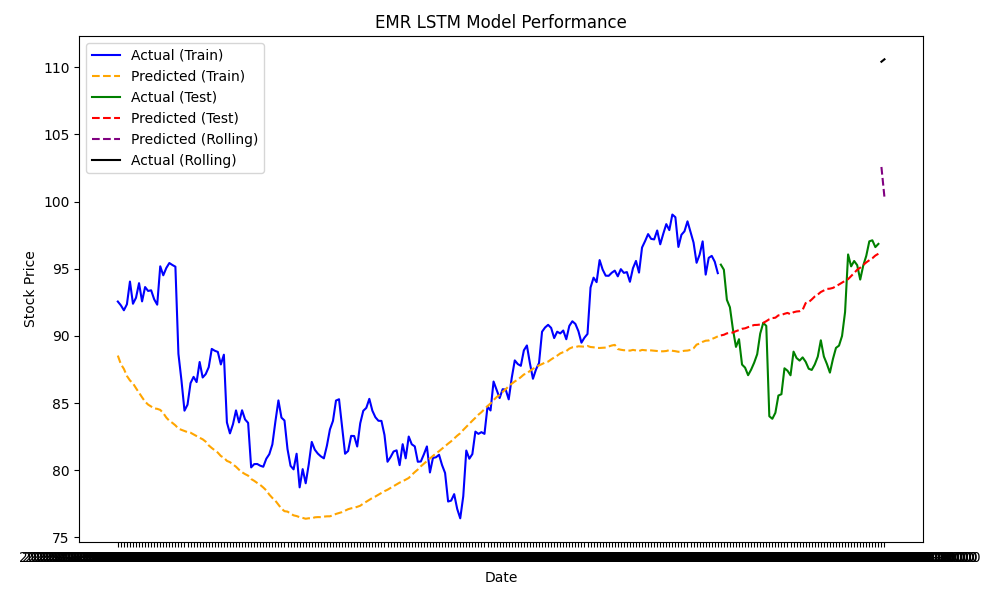 EMR LSTM Model Performance
Actual (Train)
Predicted (Train)
Actual (Test)
Predicted (Test)
Predicted (Rolling)
Actual (Rolling)
110
105
100
95
90
85
80
75
Stock Price
Date